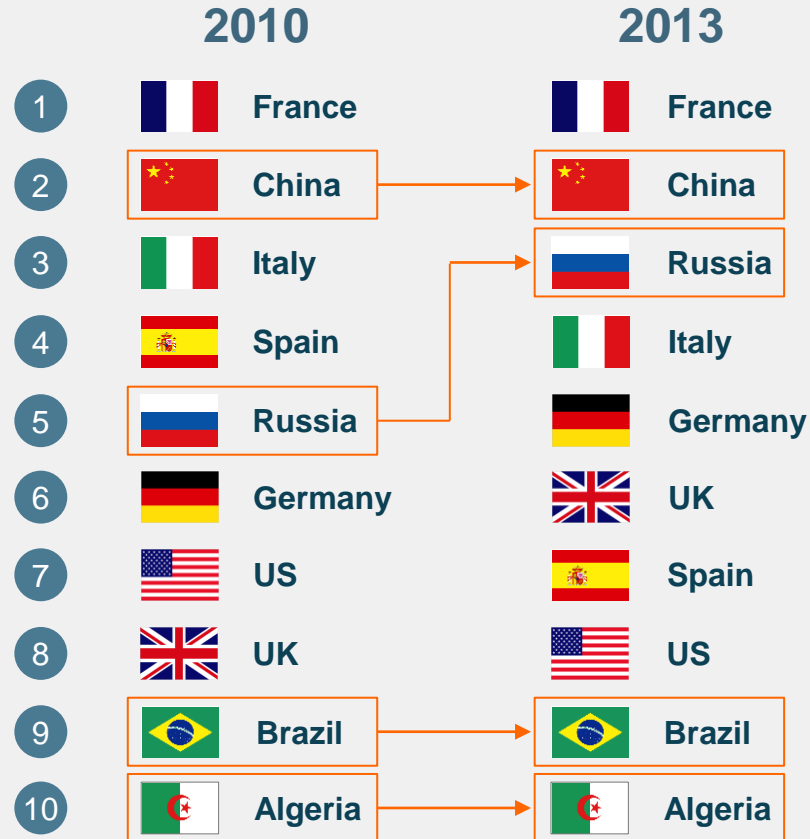 2010 2013
1 France France
2 China China
3 Italy Russia
4 Spain Italy
5 Russia Germany
6 Germany UK
7 US Spain
8 UK US
9 Brazil Brazil
10 Algeria Algeria